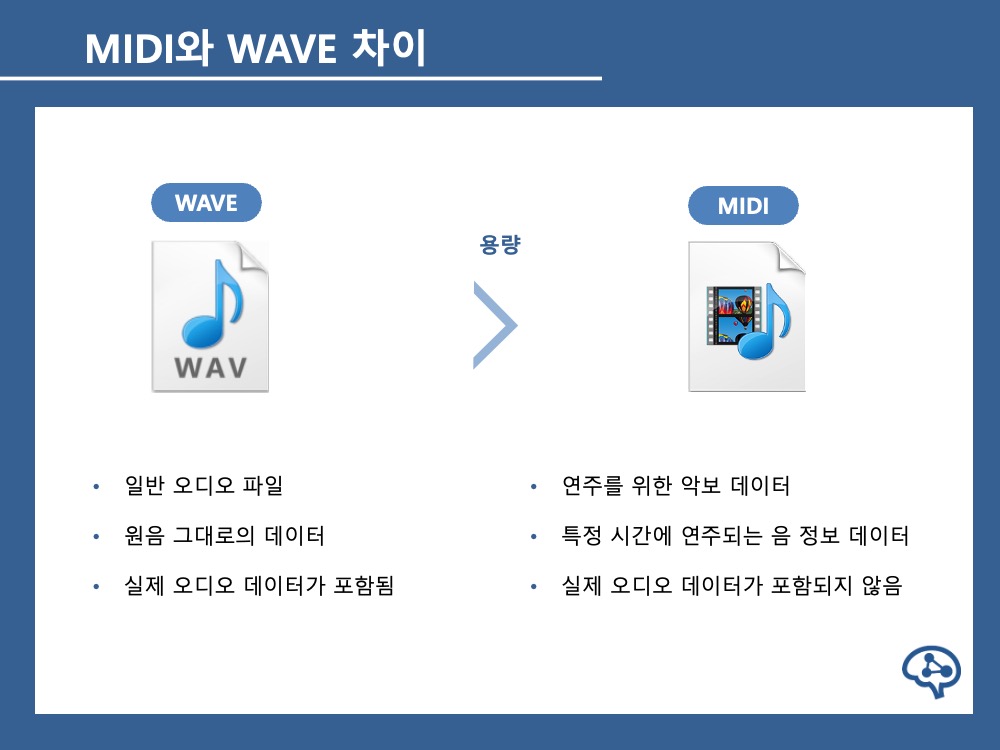 MIDI와 WAVE 차이
WAVE
MIDI
용량
WAV
• 일반 오디오 파일
• 원음 그대로의 데이터
• 실제 오디오 데이터가 포함됨
• 연주를 위한 악보 데이터
• 특정 시간에 연주되는 음 정보 데이터
• 실제 오디오 데이터가 포함되지 않음